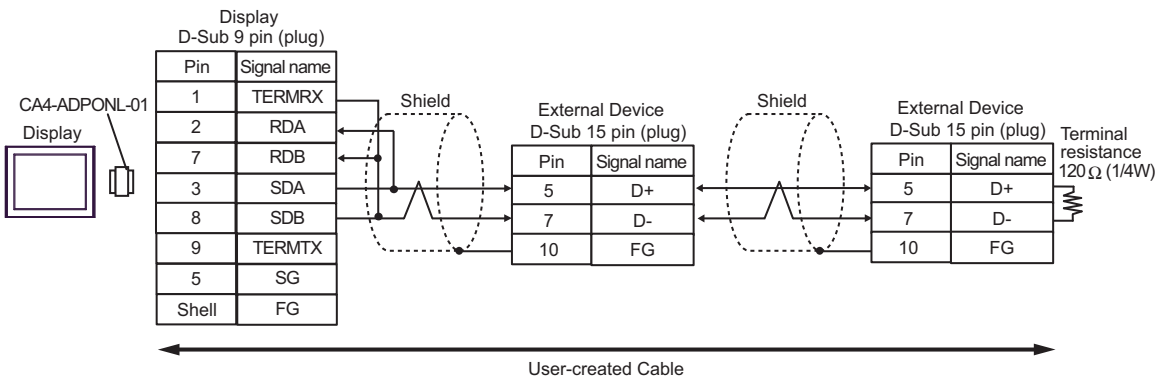 Display
D-Sub 9 pin (plug)
Pin Signal name
1 TERMRX
2 RDA
7 RDB
3 SDA
8 SDB
9 TERMTX
5 SG
Shell FG
CA4-ADPONL-01
Display
Shield
External Device
D-Sub 15 pin (plug)
Pin Signal name
5 D+
7 D-
10 FG
Shield
External Device
D-Sub 15 pin (plug)
Pin Signal name
5 D+
7 D-
10 FG
Terminal
resistance
120Ω (1/4W)
User-created Cable